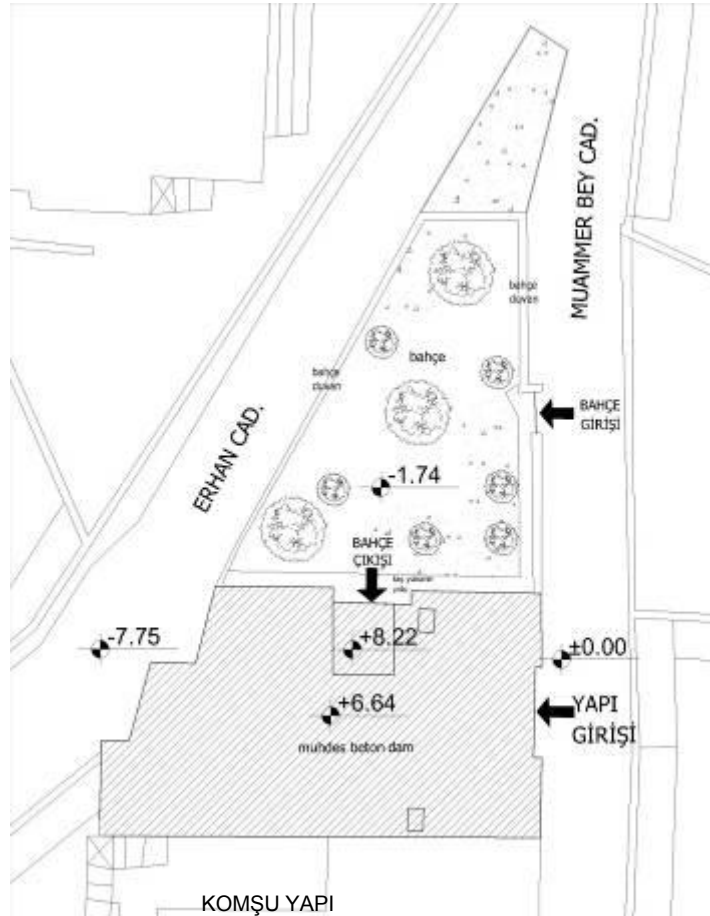 MUAMMER BEY CAD.
bahçe
duvarı
bahçe
bahçe
duvarı
BAHÇE
GİRİŞİ
ERHAN CAD.
-1.74
BAHÇE
ÇIKIŞI
-7.75
+8.22
±0.00
+6.64
YAPI
GİRİŞİ
muhdes beton dam
KOMŞU YAPI